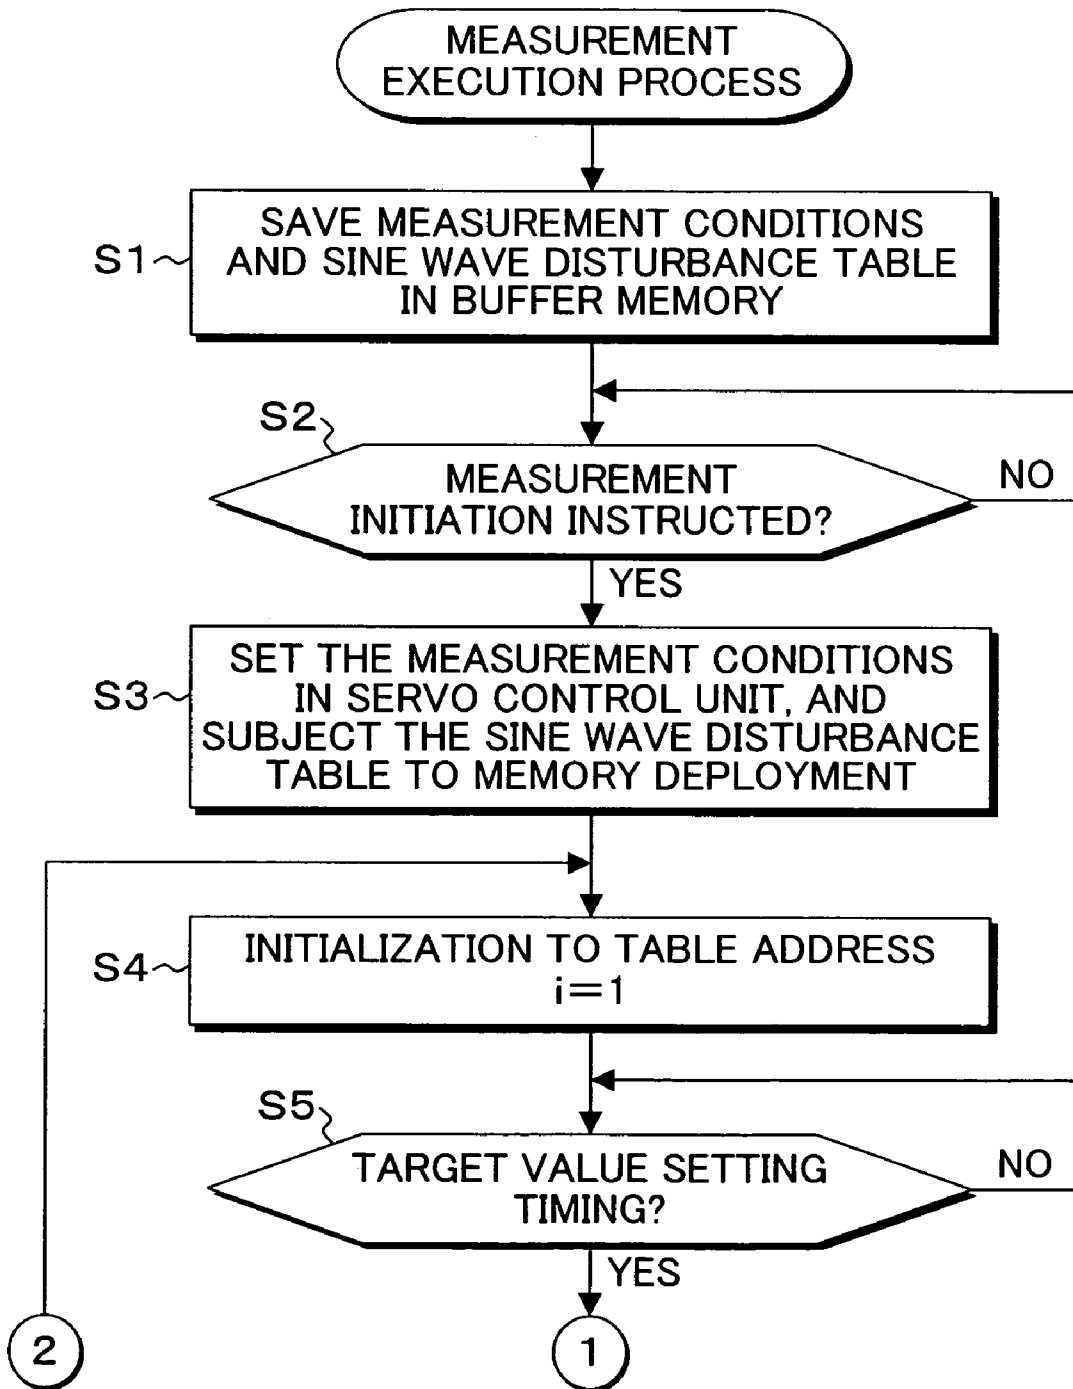 MEASUREMENT
EXECUTION PROCESS
S1
SAVE MEASUREMENT CONDITIONS
AND SINE WAVE DISTURBANCE TABLE
IN BUFFER MEMORY
S2
MEASUREMENT
INITIATION INSTRUCTED?
NO
YES
S3
SET THE MEASUREMENT CONDITIONS
IN SERVO CONTROL UNIT, AND
SUBJECT THE SINE WAVE DISTURBANCE
TABLE TO MEMORY DEPLOYMENT
S4
INITIALIZATION TO TABLE ADDRESS
i=1
S5
TARGET VALUE SETTING
TIMING?
NO
YES
2
1